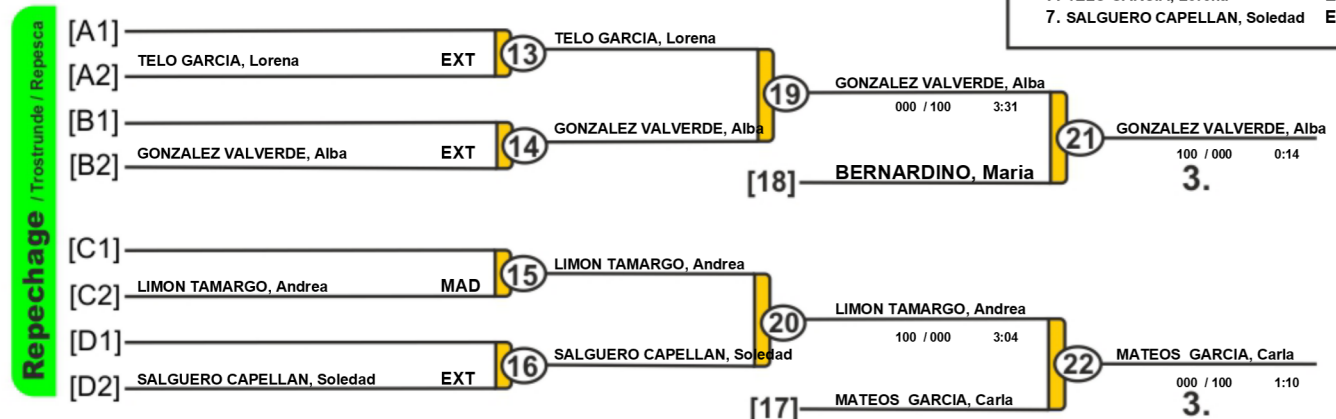 7. SALGUERO CAPELLAN, Soledad E
Repechage / Trostrunde / Repesca
[A1]
TELO GARCIA, Lorena EXT
[A2]
13
TELO GARCIA, Lorena
[B1]
GONZALEZ VALVERDE, Alba EXT
[B2]
14
GONZALEZ VALVERDE, Alba
19
GONZALEZ VALVERDE, Alba
000 / 100 3:31
[18] BERNARDINO, Maria
21
GONZALEZ VALVERDE, Alba
100 / 000 0:14
3.
[C1]
LIMON TAMARGO, Andrea MAD
[C2]
15
LIMON TAMARGO, Andrea
[D1]
SALGUERO CAPELLAN, Soledad EXT
[D2]
16
SALGUERO CAPELLAN, Soledad
20
LIMON TAMARGO, Andrea
100 / 000 3:04
[17] MATEOS GARCIA, Carla
22
MATEOS GARCIA, Carla
000 / 100 1:10
3.